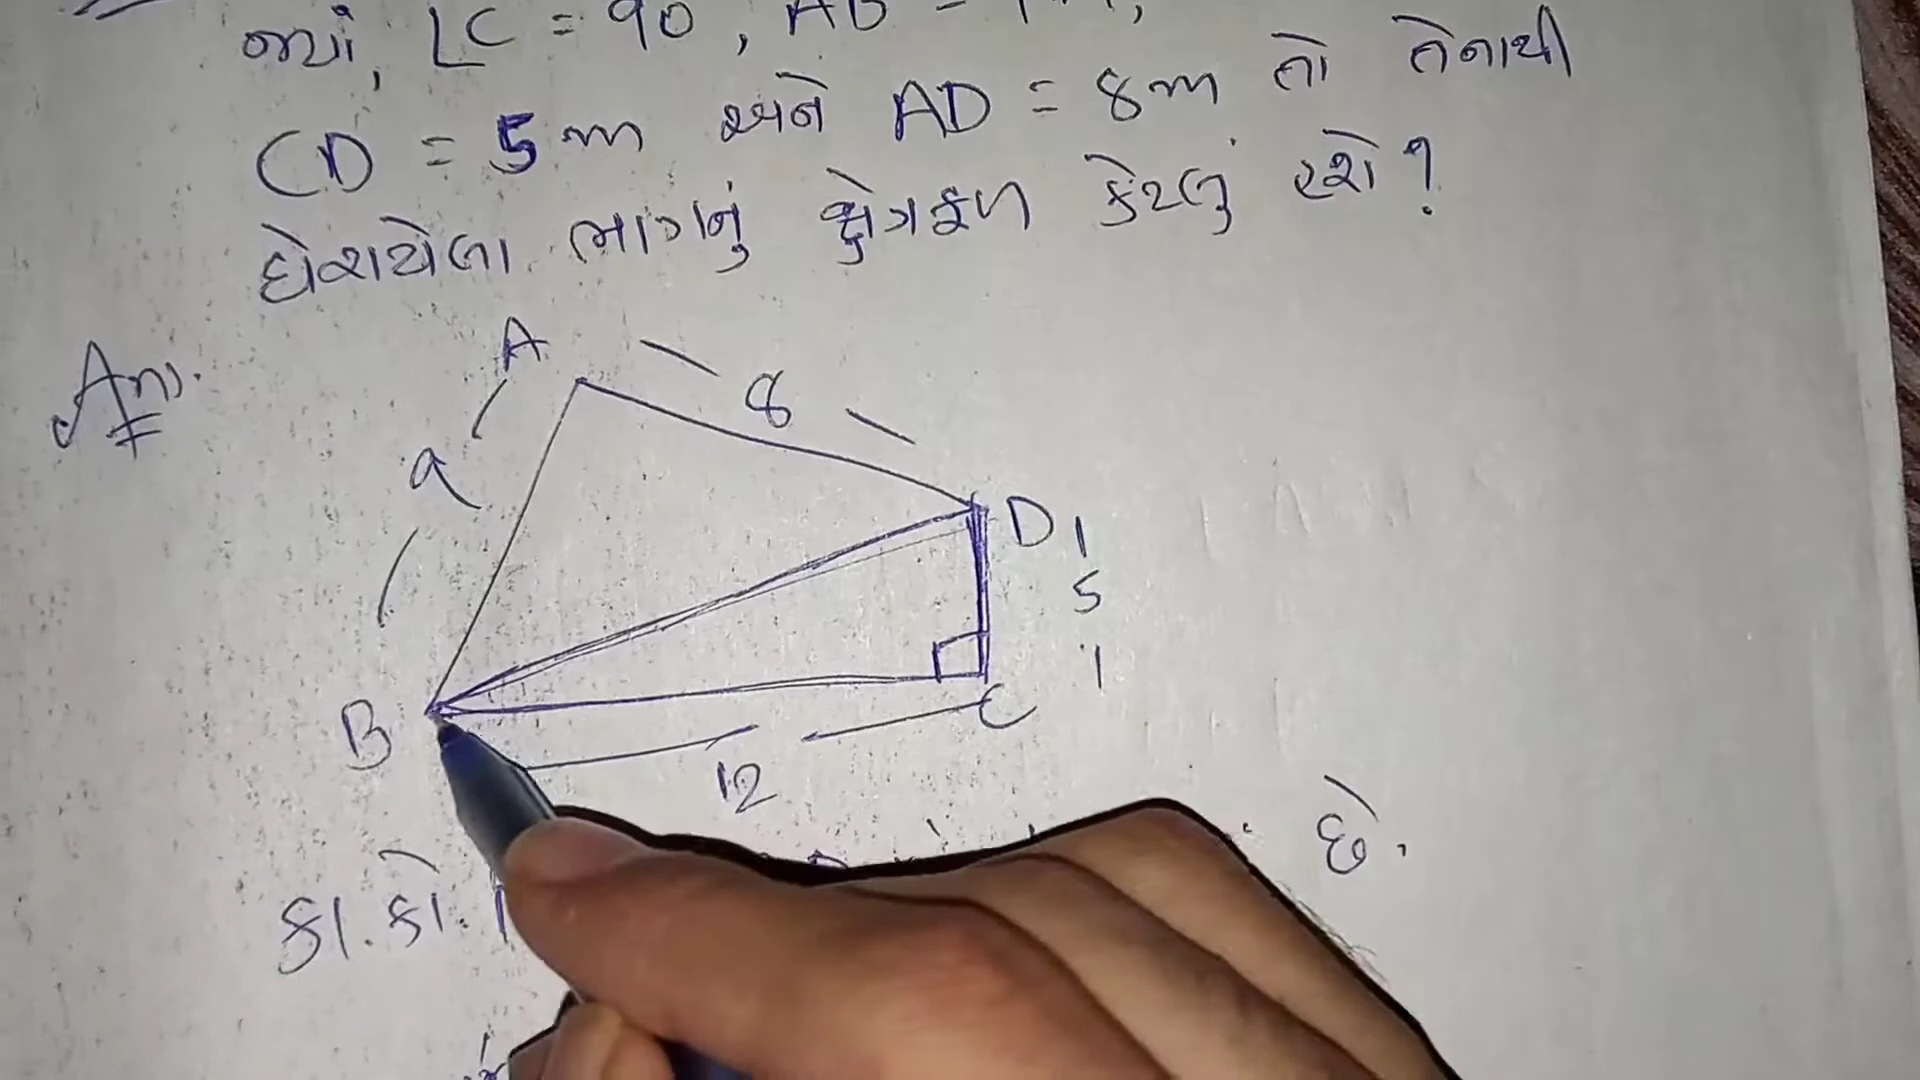 જ્યાં, ∠C = 90°, AB =
CD = 5 m અને AD = 8 m તો તેનાથી
ઘેરાયેલા ભાગનું ક્ષેત્રફળ કેટલું હશે ?
Ans.
A
8
9
D
5
B
C
12
છે.
કા. કો.